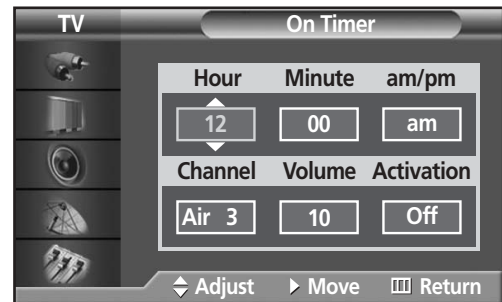 TV On Timer
Hour Minute am/pm
12 00 am
Channel Volume Activation
Air 3 10 Off
Adjust Move Return